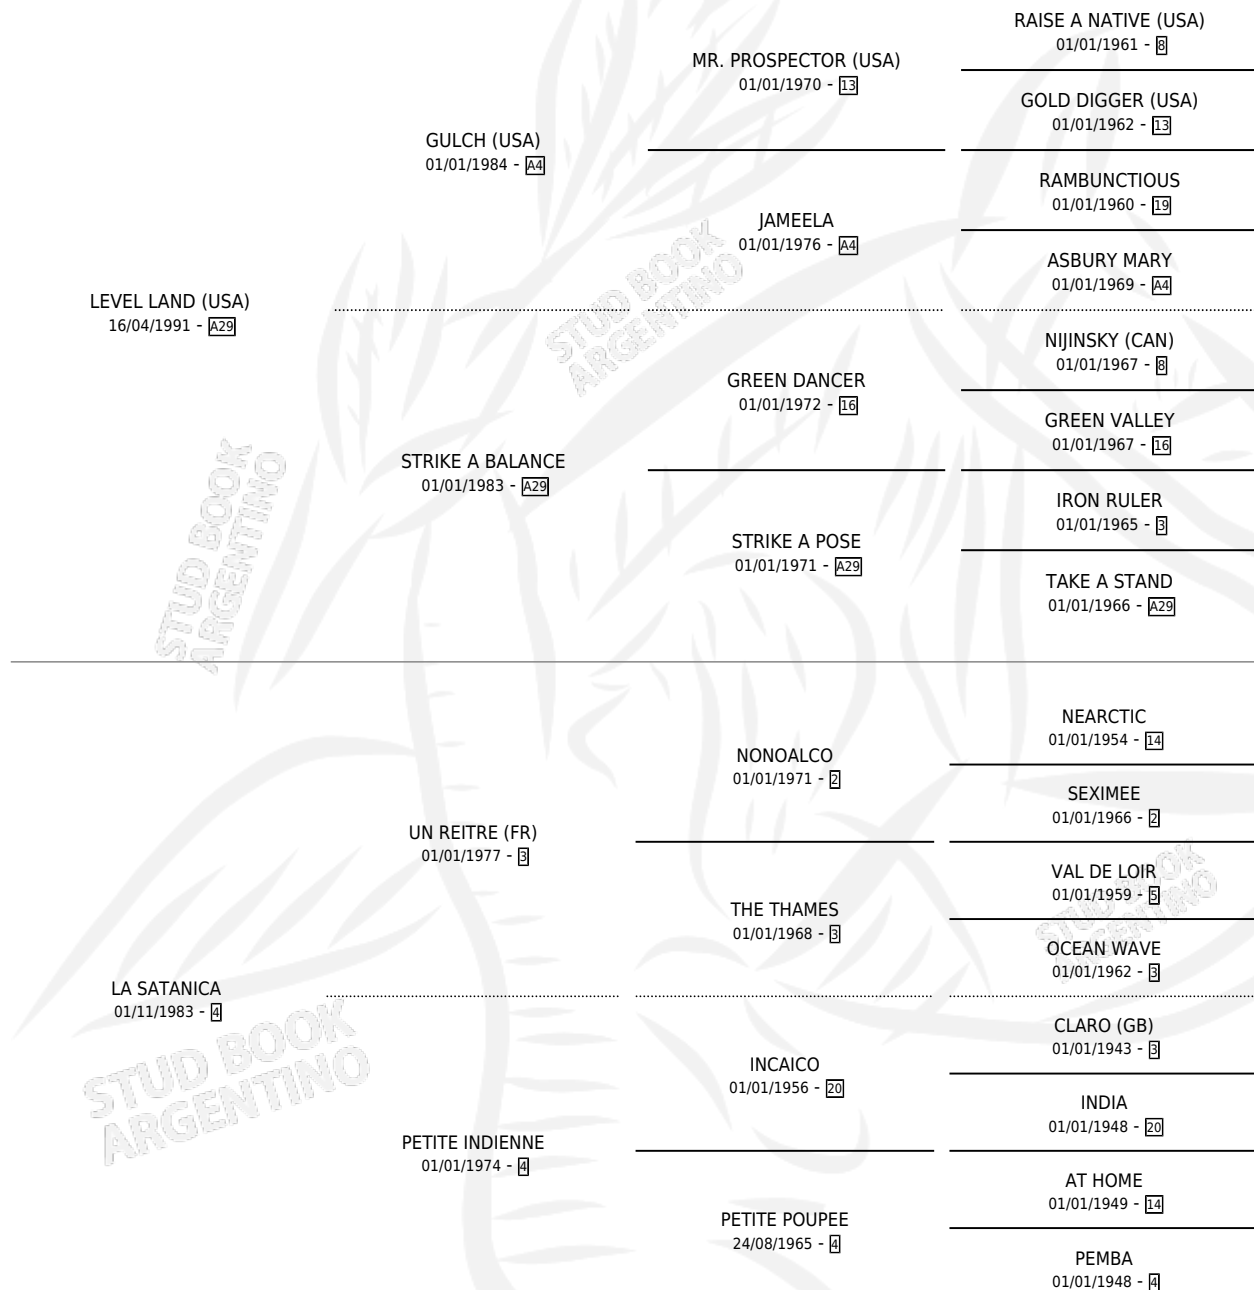 RAISE A NATIVE (USA)
01/01/1961 - 8
MR. PROSPECTOR (USA)
01/01/1970 - 13
GOLD DIGGER (USA)
01/01/1962 - 13
GULCH (USA)
01/01/1984 - A4
RAMBUNCTIOUS
01/01/1960 - 19
JAMEELA
01/01/1976 - A4
ASBURY MARY
01/01/1969 - A4
LEVEL LAND (USA)
16/04/1991 - A29
NIJINSKY (CAN)
01/01/1967 - 8
GREEN DANCER
01/01/1972 - 16
GREEN VALLEY
01/01/1967 - 16
STRIKE A BALANCE
01/01/1983 - A29
IRON RULER
01/01/1965 - 3
STRIKE A POSE
01/01/1971 - A29
TAKE A STAND
01/01/1966 - A29
NEARCTIC
01/01/1954 - 14
NONOALCO
01/01/1971 - 2
SEXIMEE
01/01/1966 - 2
UN REITRE (FR)
01/01/1977 - 3
VAL DE LOIR
01/01/1959 - 5
THE THAMES
01/01/1968 - 3
OCEAN WAVE
01/01/1962 - 3
LA SATANICA
01/11/1983 - 4
CLARO (GB)
01/01/1943 - 3
INCAICO
01/01/1956 - 20
INDIA
01/01/1948 - 20
PETITE INDIENNE
01/01/1974 - 4
AT HOME
01/01/1949 - 14
PETITE POUPEE
24/08/1965 - 4
PEMBA
01/01/1948 - 4
STUD BOOK
ARGENTINO
STUD BOOK
ARGENTINO
STUD BOOK
ARGENTINO
STUD BOOK
ARGENTINO